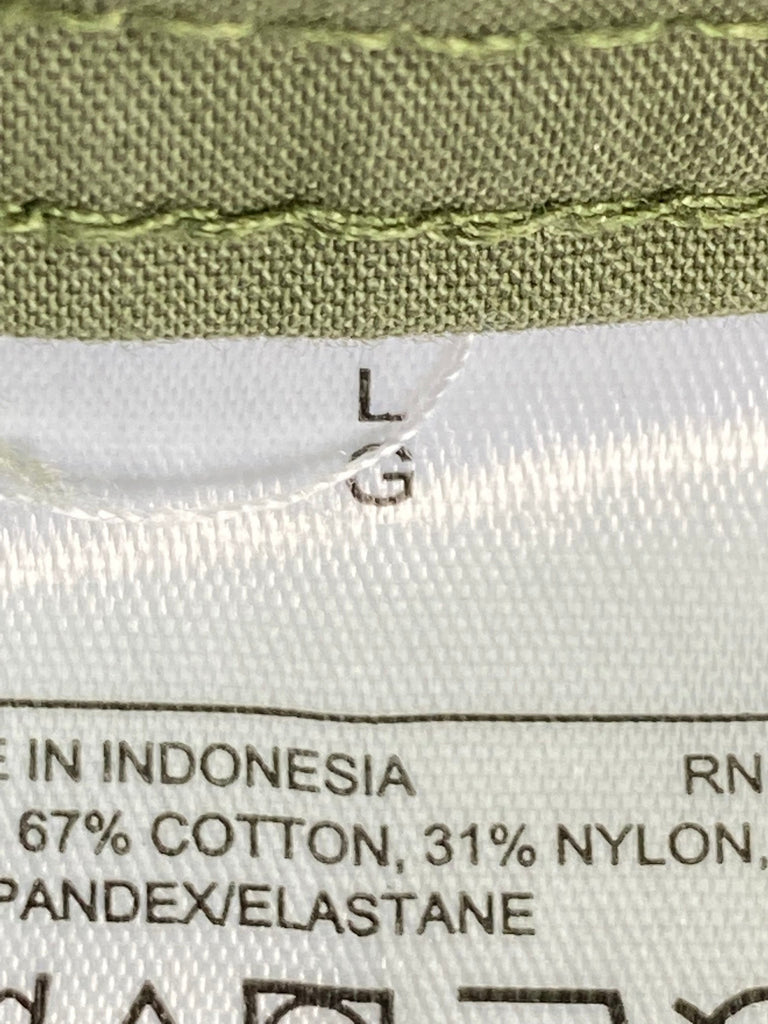 L
G
E IN INDONESIA RN
67% COTTON, 31% NYLON,
PANDEX/ELASTANE